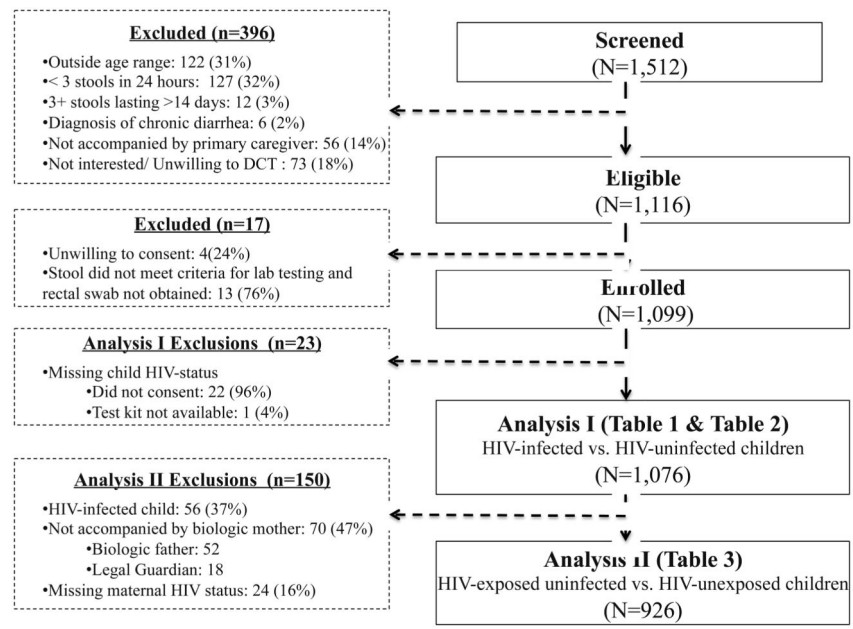 Excluded (n=396)
•Outside age range: 122 (31%)
•< 3 stools in 24 hours: 127 (32%)
•3+ stools lasting >14 days: 12 (3%)
•Diagnosis of chronic diarrhea: 6 (2%)
•Not accompanied by primary caregiver: 56 (14%)
•Not interested/ Unwilling to DCT : 73 (18%)
Screened
(N=1,512)
Eligible
(N=1,116)
Excluded (n=17)
•Unwilling to consent: 4(24%)
•Stool did not meet criteria for lab testing and
rectal swab not obtained: 13 (76%)
Enrolled
(N=1,099)
Analysis I Exclusions (n=23)
•Missing child HIV-status
•Did not consent: 22 (96%)
•Test kit not available: 1 (4%)
Analysis I (Table 1 & Table 2)
HIV-infected vs. HIV-uninfected children
(N=1,076)
Analysis II Exclusions (n=150)
•HIV-infected child: 56 (37%)
•Not accompanied by biologic mother: 70 (47%)
•Biologic father: 52
•Legal Guardian: 18
•Missing maternal HIV status: 24 (16%)
Analysis II (Table 3)
HIV-exposed uninfected vs. HIV-unexposed children
(N=926)